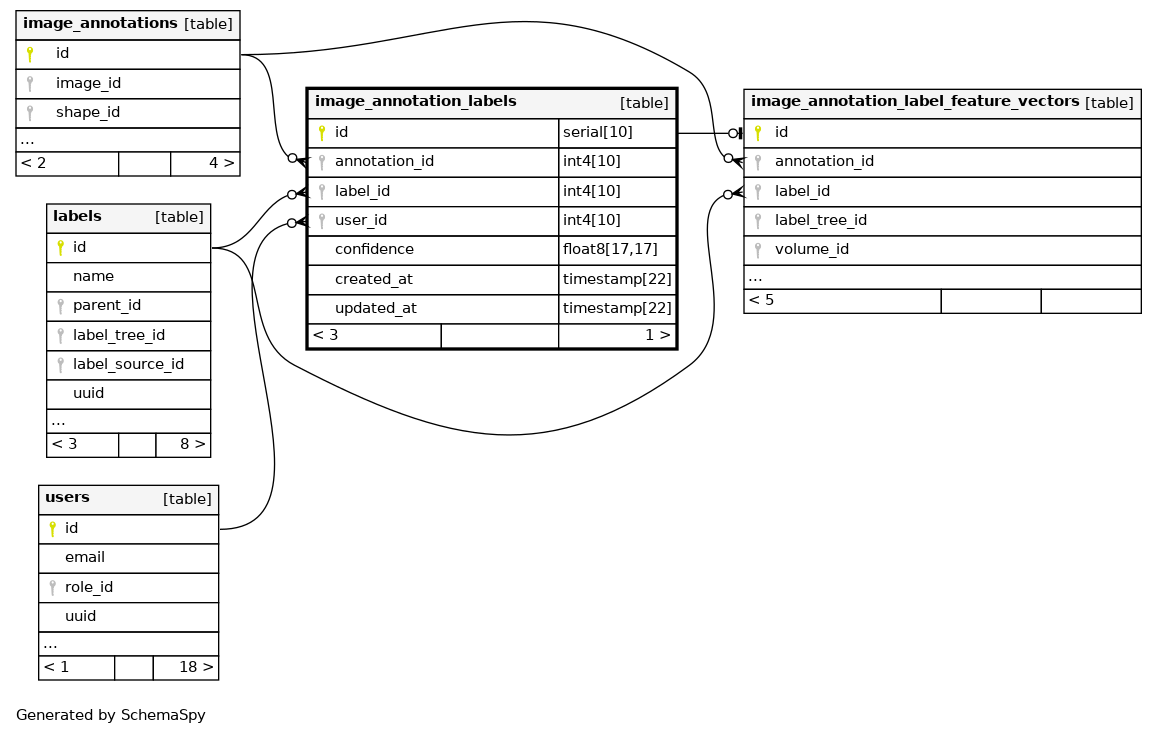 image_annotations [table]
id
image_id
shape_id
...
< 2 4 >
image_annotation_labels [table]
id serial[10]
annotation_id int4[10]
label_id int4[10]
user_id int4[10]
confidence float8[17,17]
created_at timestamp[22]
updated_at timestamp[22]
< 3 1 >
image_annotation_label_feature_vectors [table]
id
annotation_id
label_id
label_tree_id
volume_id
...
< 5
labels [table]
id
name
parent_id
label_tree_id
label_source_id
uuid
...
< 3 8 >
users [table]
id
email
role_id
uuid
...
< 1 18 >
Generated by SchemaSpy